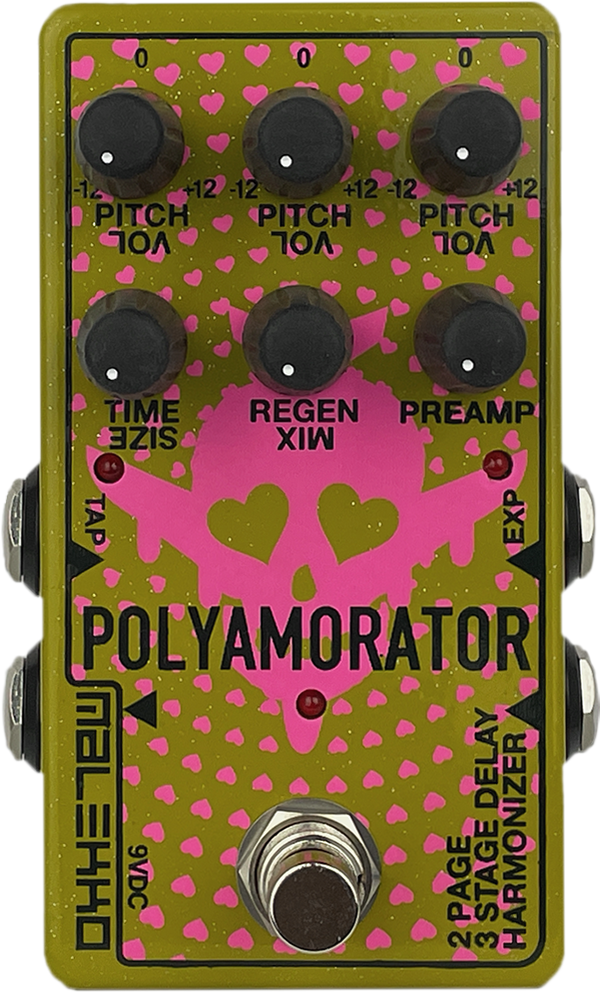 0 0 0
-12 +12 -12 +12 -12 +12
PITCH PITCH PITCH
VOL VOL VOL
TIME REGEN PREAMP
SIZE MIX
TAP
EXP
POLYAMORATOR
MALEKKO
9VDC
2 PAGE
3 STAGE DELAY
HARMONIZER